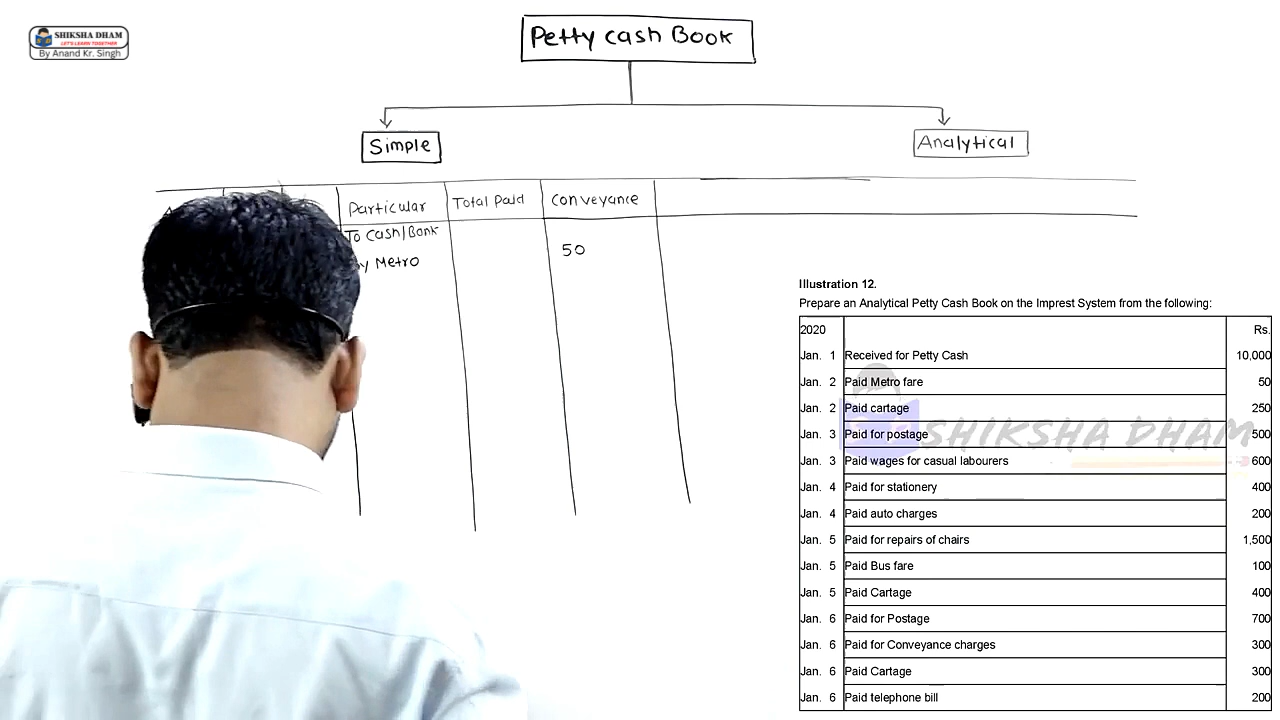 SHIKSHA DHAM
LET'S LEARN TOGETHER
By Anand Kr. Singh
Petty cash Book
Simple
Analytical
Particular Total Paid Conveyance
To Cash/Bank
y Metro 50
Illustration 12.
Prepare an Analytical Petty Cash Book on the Imprest System from the following:
2020 Rs.
Jan. 1 Received for Petty Cash 10,000
Jan. 2 Paid Metro fare 50
Jan. 2 Paid cartage 250
Jan. 3 Paid for postage 500
SHIKSHA DHAM
Jan. 3 Paid wages for casual labourers 600
Jan. 4 Paid for stationery 400
Jan. 4 Paid auto charges 200
Jan. 5 Paid for repairs of chairs 1,500
Jan. 5 Paid Bus fare 100
Jan. 5 Paid Cartage 400
Jan. 6 Paid for Postage 700
Jan. 6 Paid for Conveyance charges 300
Jan. 6 Paid Cartage 300
Jan. 6 Paid telephone bill 200